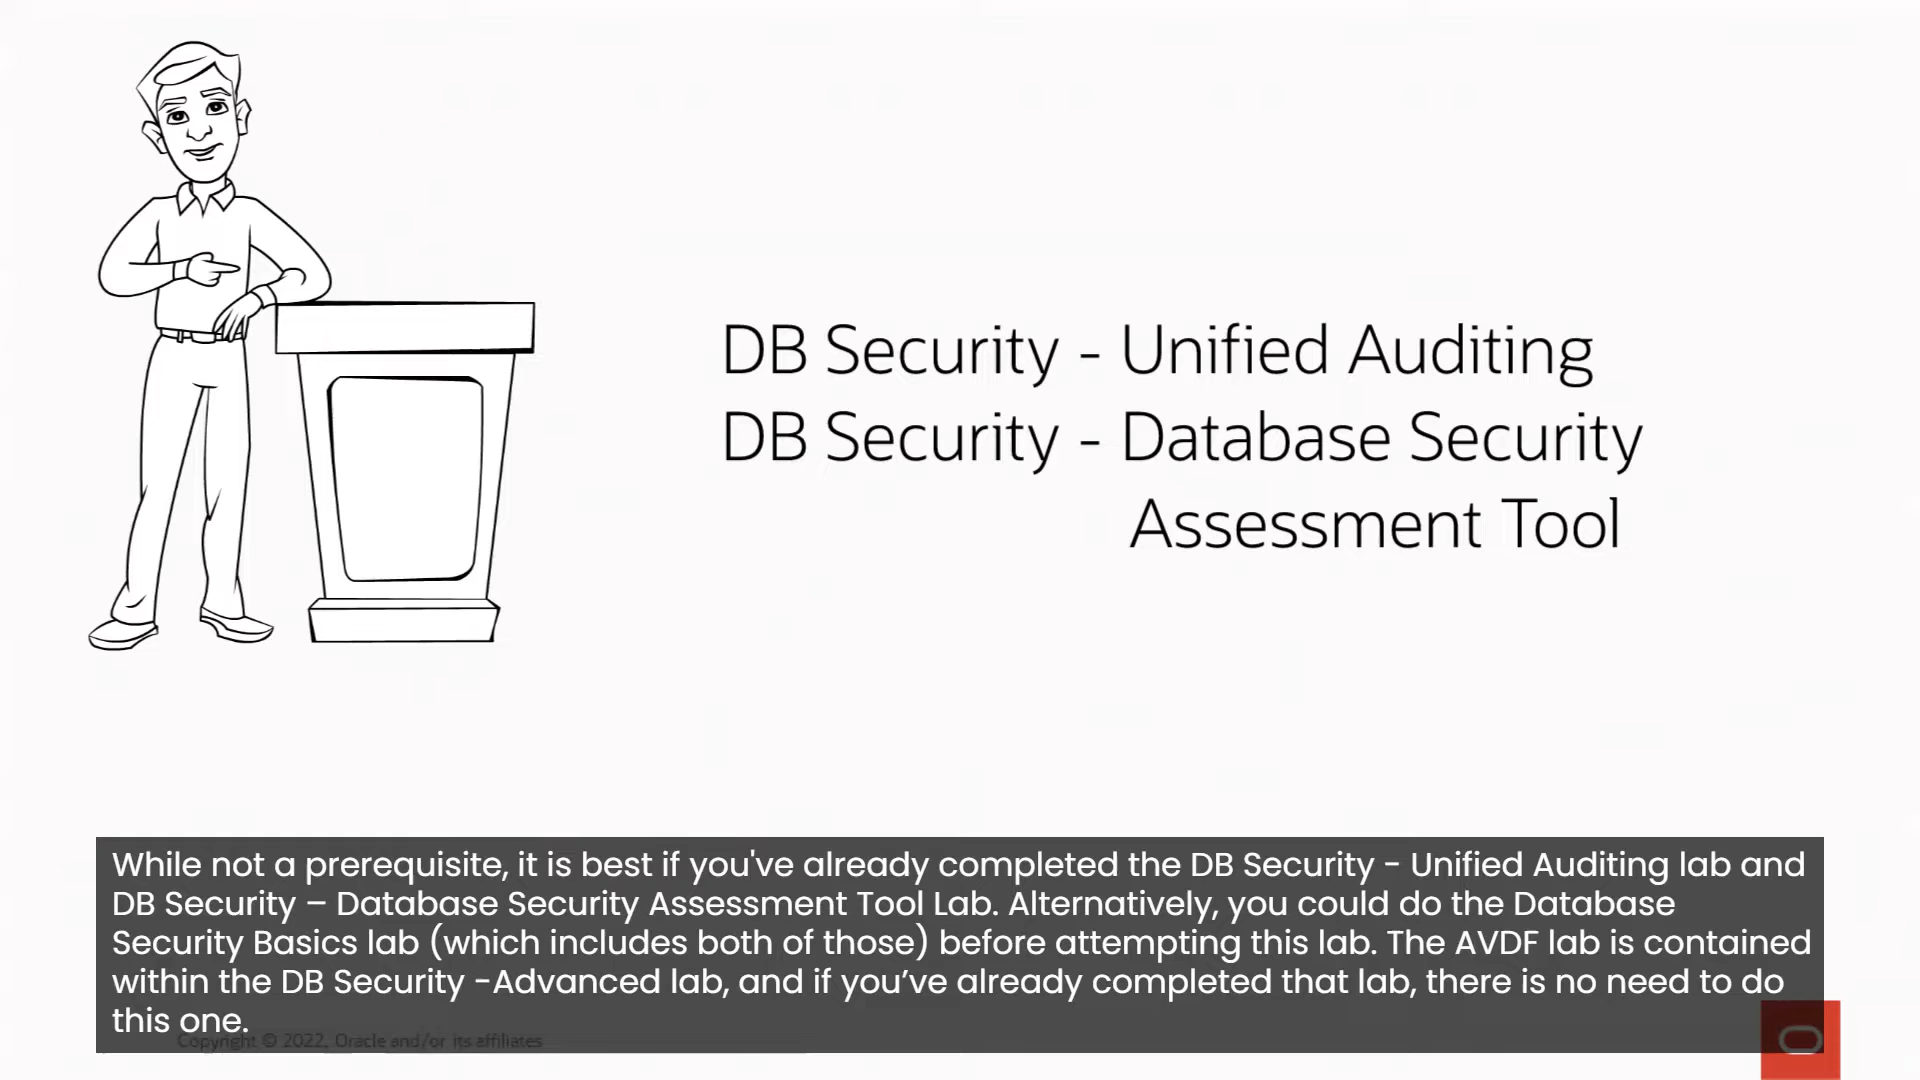 DB Security - Unified Auditing
DB Security - Database Security
Assessment Tool
While not a prerequisite, it is best if you've already completed the DB Security - Unified Auditing lab and
DB Security – Database Security Assessment Tool Lab. Alternatively, you could do the Database
Security Basics lab (which includes both of those) before attempting this lab. The AVDF lab is contained
within the DB Security -Advanced lab, and if you’ve already completed that lab, there is no need to do
this one.
Copyright © 2022, Oracle and/or its affiliates